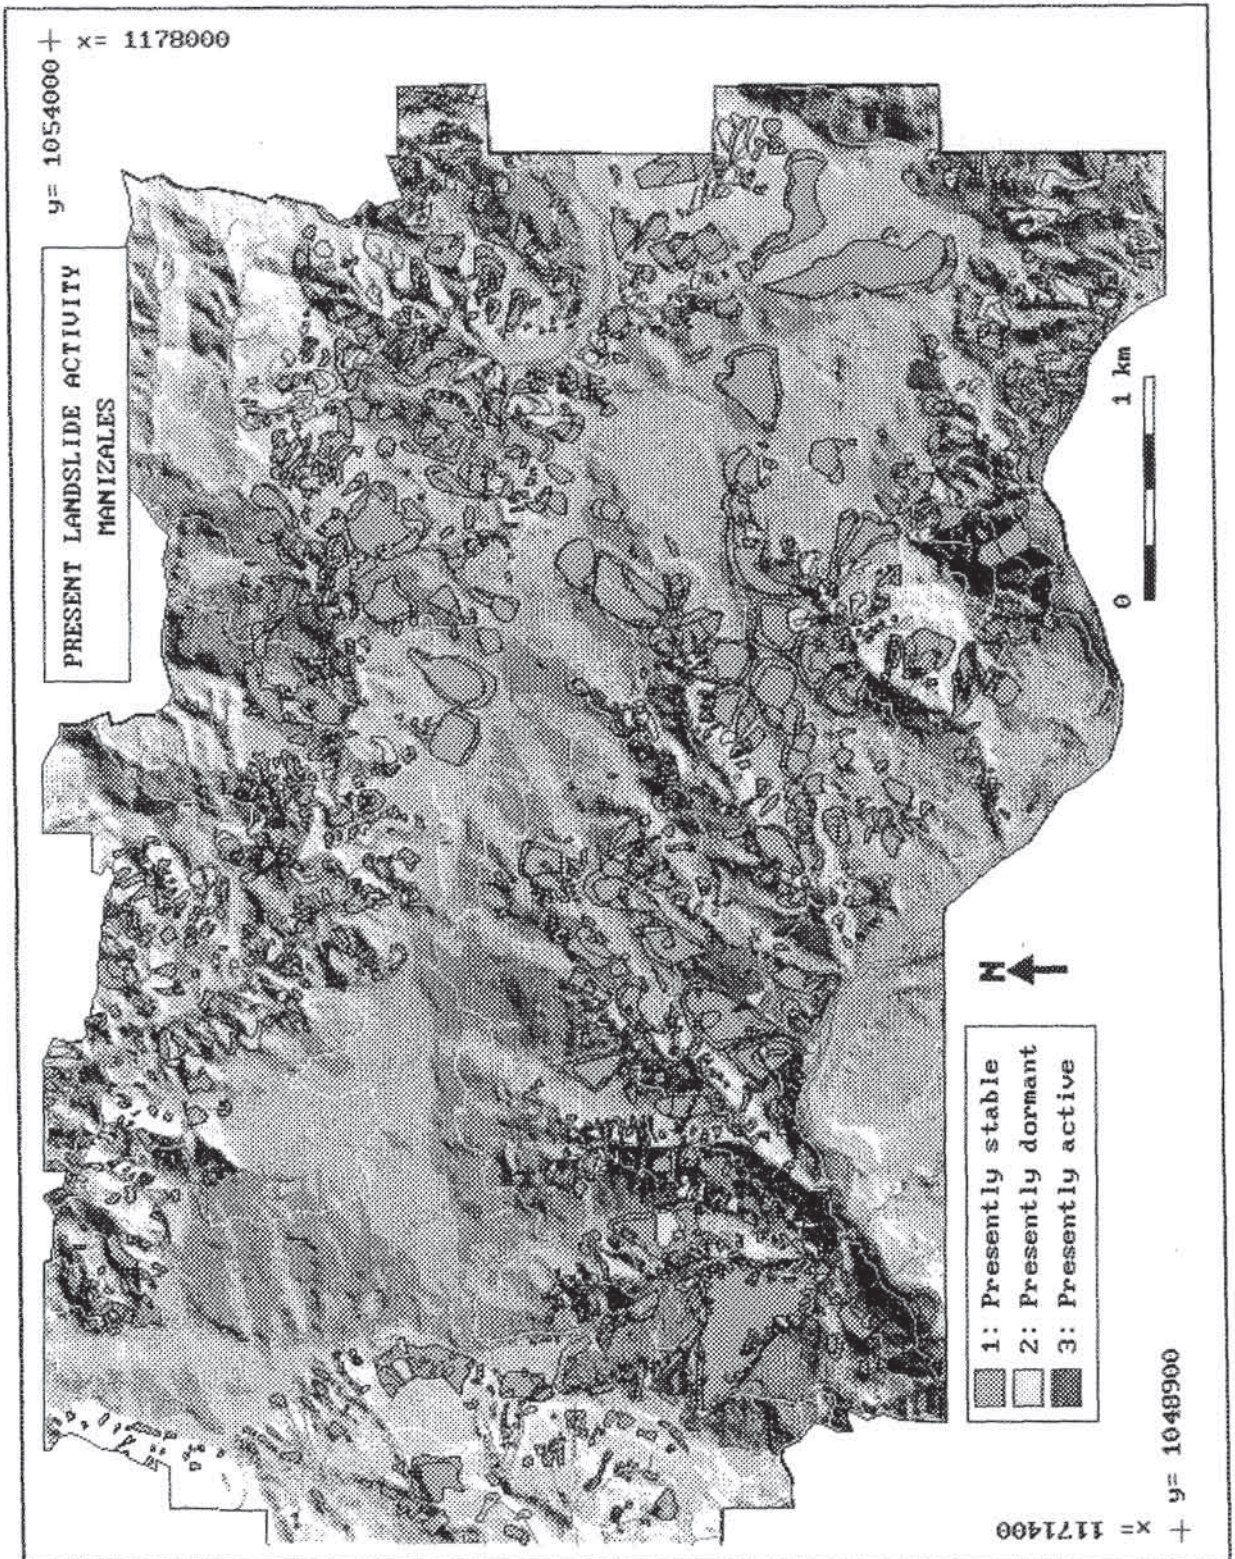 x= 1178000
y= 1054000
PRESENT LANDSLIDE ACTIVITY
MANIZALES
0 1 km
N
1: Presently stable
2: Presently dormant
3: Presently active
x= 1171400
y= 1048900